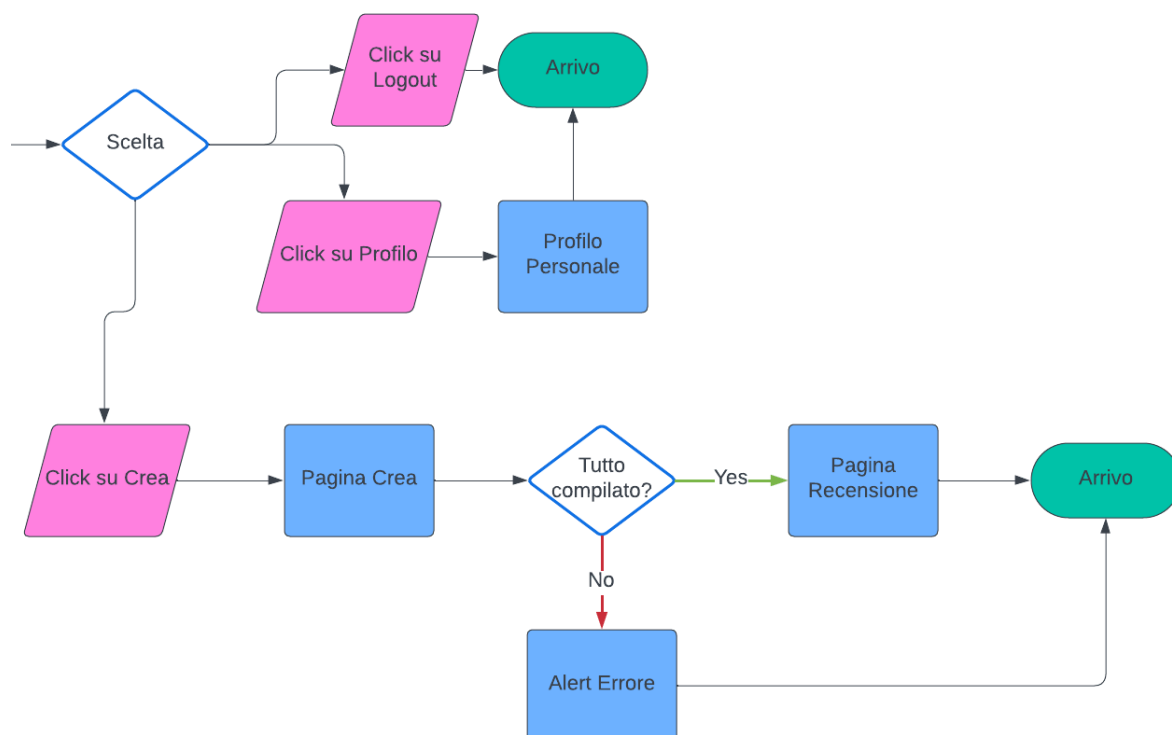 Click su
Logout
Arrivo
Scelta
Click su Profilo
Profilo
Personale
Click su Crea
Pagina Crea
Tutto
compilato?
Yes
Pagina
Recensione
Arrivo
No
Alert Errore